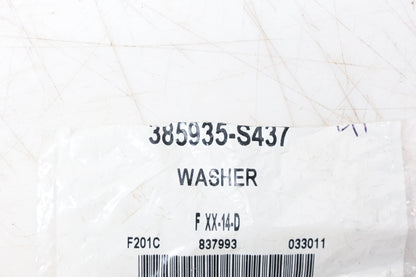 385935-S437
WASHER
F XX-14-D
F201C 837993 033011